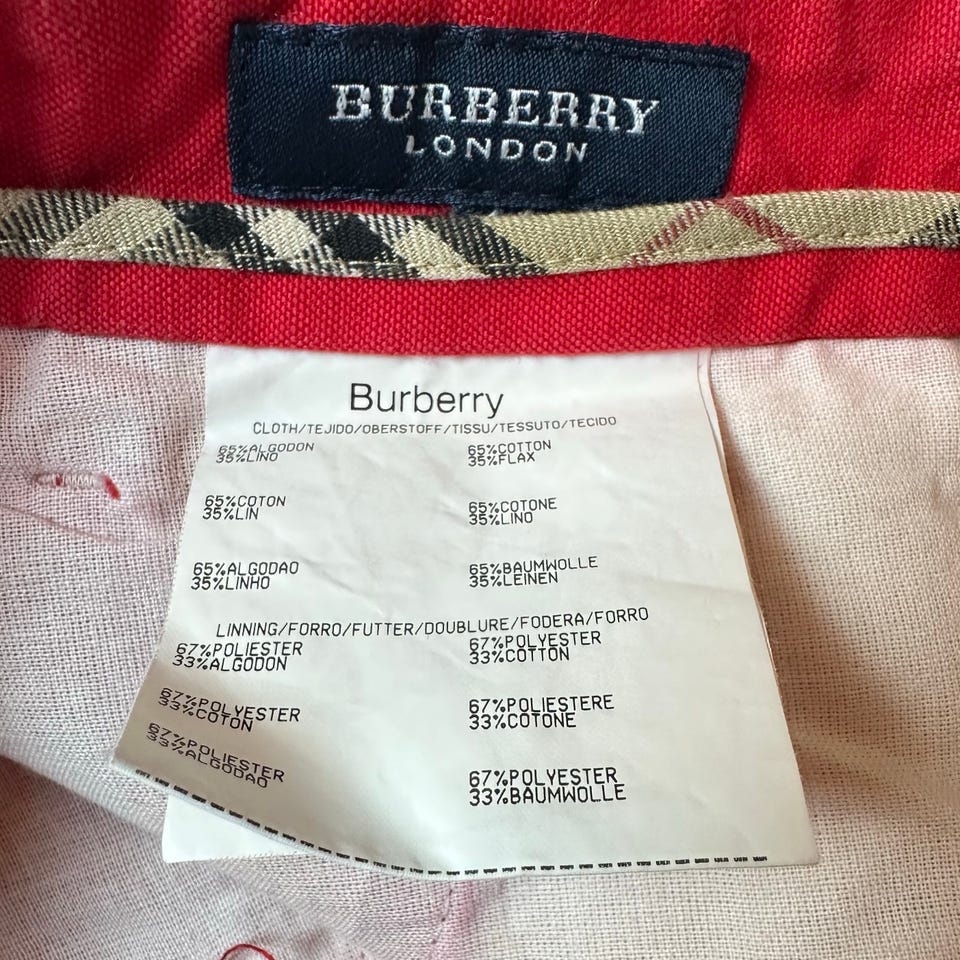 BURBERRY
LONDON
Burberry
CLOTH/TEJIDO/OBERSTOFF/TISSU/TESSUTO/TECIDO
65%ALGODON
35%LINO
65%COTTON
35%FLAX
65%COTON
35%LIN
65%COTONE
35%LINO
65%ALGODAO
35%LINHO
65%BAUMWOLLE
35%LEINEN
LINNING/FORRO/FUTTER/DOUBLURE/FODERA/FORRO
67%POLIESTER
33%ALGODON
67%POLYESTER
33%COTTON
67%POLYESTER
33%COTON
67%POLIESTERE
33%COTONE
67%POLIESTER
33%ALGODAO
67%POLYESTER
33%BAUMWOLLE